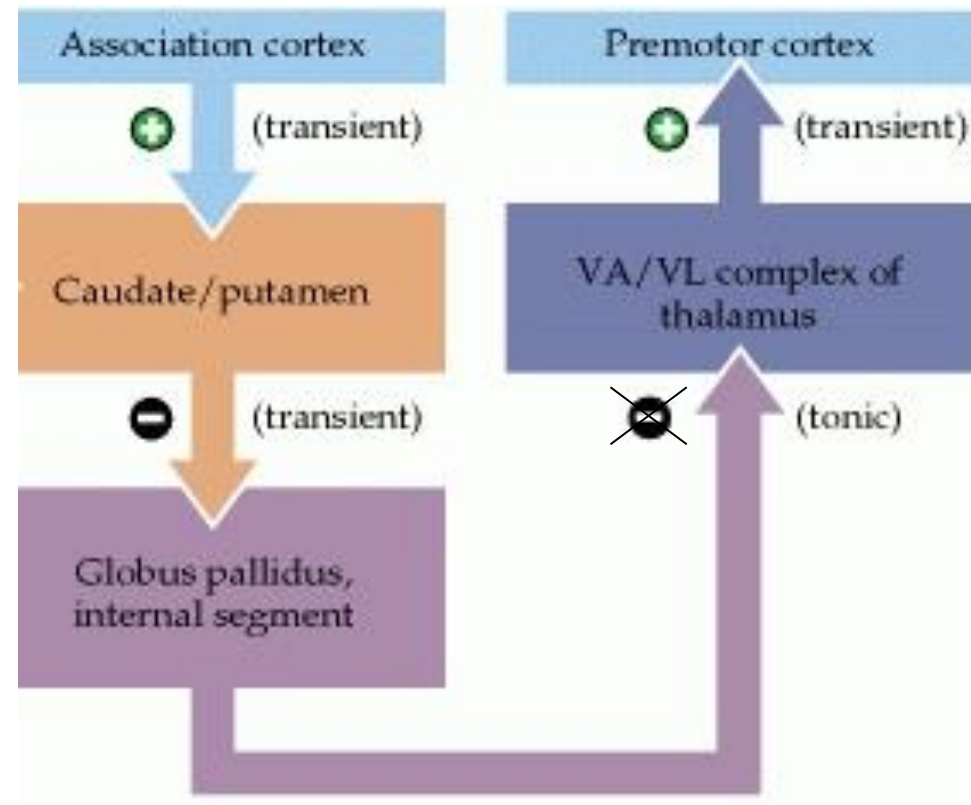 Association cortex
(transient)
Caudate/putamen
(transient)
Globus pallidus,
internal segment
Premotor cortex
(transient)
VA/VL complex of
thalamus
(tonic)